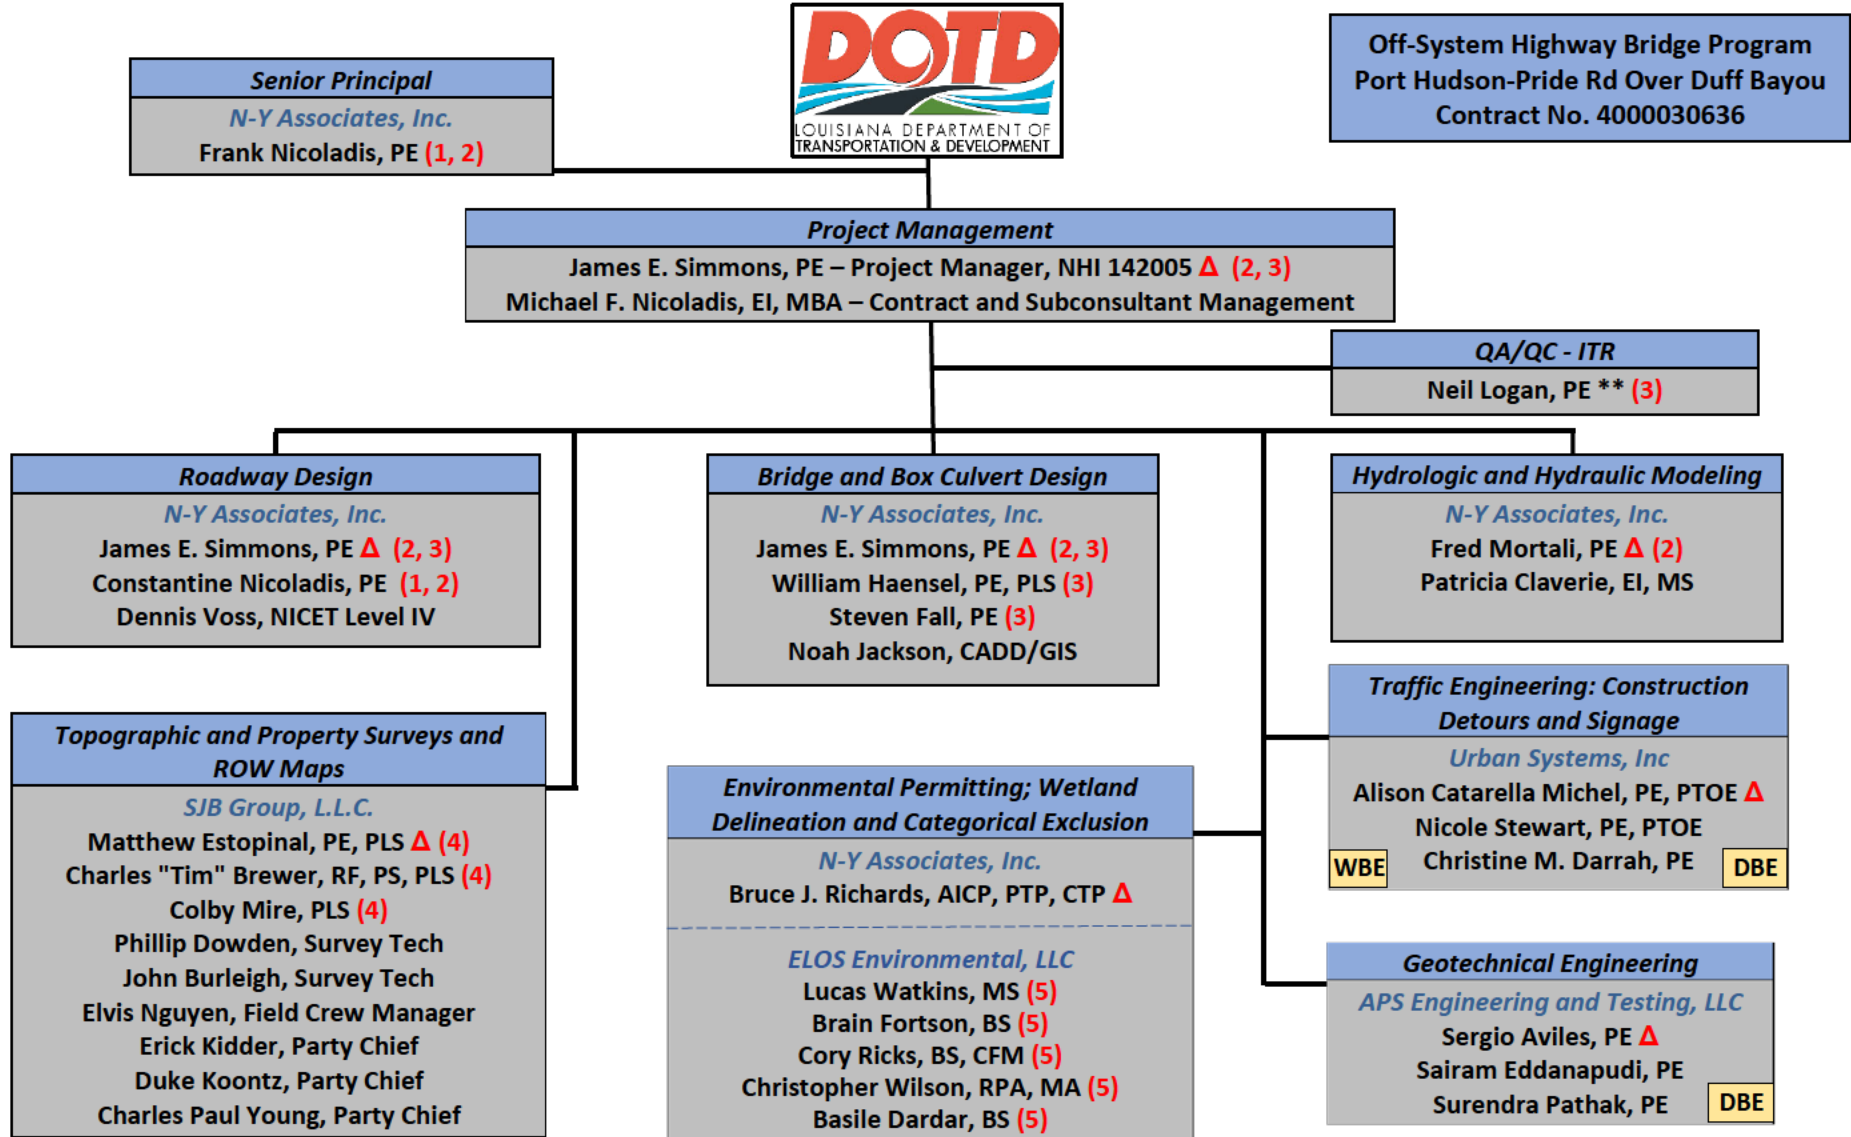 DOTD
LOUISIANA DEPARTMENT OF
TRANSPORTATION & DEVELOPMENT
Off-System Highway Bridge Program
Port Hudson-Pride Rd Over Duff Bayou
Contract No. 4000030636
Senior Principal
N-Y Associates, Inc.
Frank Nicoladis, PE (1, 2)
Project Management
James E. Simmons, PE – Project Manager, NHI 142005 Δ (2, 3)
Michael F. Nicoladis, EI, MBA – Contract and Subconsultant Management
QA/QC - ITR
Neil Logan, PE ** (3)
Roadway Design
N-Y Associates, Inc.
James E. Simmons, PE Δ (2, 3)
Constantine Nicoladis, PE (1, 2)
Dennis Voss, NICET Level IV
Bridge and Box Culvert Design
N-Y Associates, Inc.
James E. Simmons, PE Δ (2, 3)
William Haensel, PE, PLS (3)
Steven Fall, PE (3)
Noah Jackson, CADD/GIS
Hydrologic and Hydraulic Modeling
N-Y Associates, Inc.
Fred Mortali, PE Δ (2)
Patricia Claverie, EI, MS
Topographic and Property Surveys and
ROW Maps
SJB Group, L.L.C.
Matthew Estopinal, PE, PLS Δ (4)
Charles "Tim" Brewer, RF, PS, PLS (4)
Colby Mire, PLS (4)
Phillip Dowden, Survey Tech
John Burleigh, Survey Tech
Elvis Nguyen, Field Crew Manager
Erick Kidder, Party Chief
Duke Koontz, Party Chief
Charles Paul Young, Party Chief
Environmental Permitting; Wetland
Delineation and Categorical Exclusion
N-Y Associates, Inc.
Bruce J. Richards, AICP, PTP, CTP Δ
ELOS Environmental, LLC
Lucas Watkins, MS (5)
Brain Fortson, BS (5)
Cory Ricks, BS, CFM (5)
Christopher Wilson, RPA, MA (5)
Basile Dardar, BS (5)
Traffic Engineering: Construction
Detours and Signage
Urban Systems, Inc
Alison Catarella Michel, PE, PTOE Δ
Nicole Stewart, PE, PTOE
Christine M. Darrah, PE
WBE
DBE
Geotechnical Engineering
APS Engineering and Testing, LLC
Sergio Aviles, PE Δ
Sairam Eddanapudi, PE
Surendra Pathak, PE
DBE